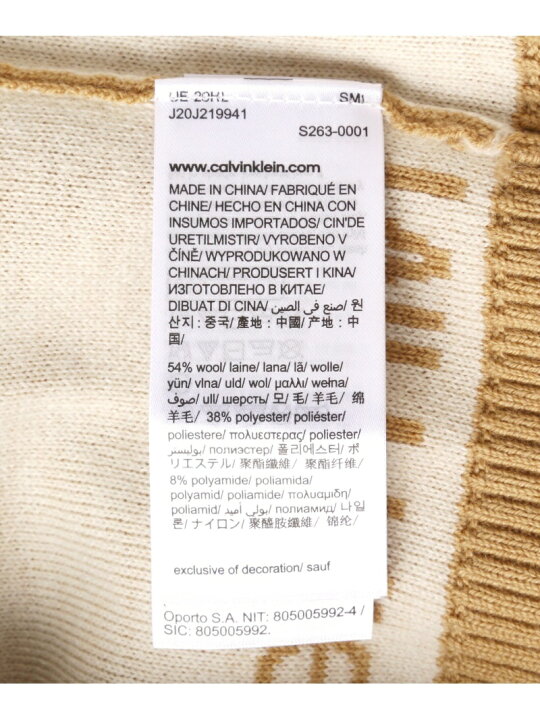 SML
J20J219941
S263-0001
www.calvinklein.com
MADE IN CHINA/ FABRIQUÉ EN
CHINE/ HECHO EN CHINA CON
INSUMOS IMPORTADOS/ CIN'DE
URETILMISTIR/ VYROBENO V
ČÍNĚ/ WYPRODUKOWANO W
CHINACH/ PRODUSERT I KINA/
ИЗГОТОВЛЕНО В КИТАЕ/
DIBUAT DI CINA/ صنع في الصين/ 원
산지 : 중국/ 產地 : 中國/ 产地 : 中
国/
54% wool/ laine/ lana/ lã/ wolle/
yün/ vlna/ uld/ wol/ μαλλι/ wełna/
صوف/ ull/ шерсть/ 모/ 毛/ 羊毛/ 绵
羊毛/ 38% polyester/ poliéster/
poliestere/ πολυεστερας/ poliester/
بوليستر/ полиэстер/ 폴리에스터/ ポ
リエステル/ 聚酯纖維/ 聚酯纤维/
8% polyamide/ poliamida/
polyamid/ poliamide/ πολυαμιδη/
poliamid/ بولي أميد/ полиамид/ 나일
론/ ナイロン/ 聚醯胺纖維/ 锦纶/
exclusive of decoration/ sauf
Oporto S.A. NIT: 805005992-4 /
SIC: 805005992.